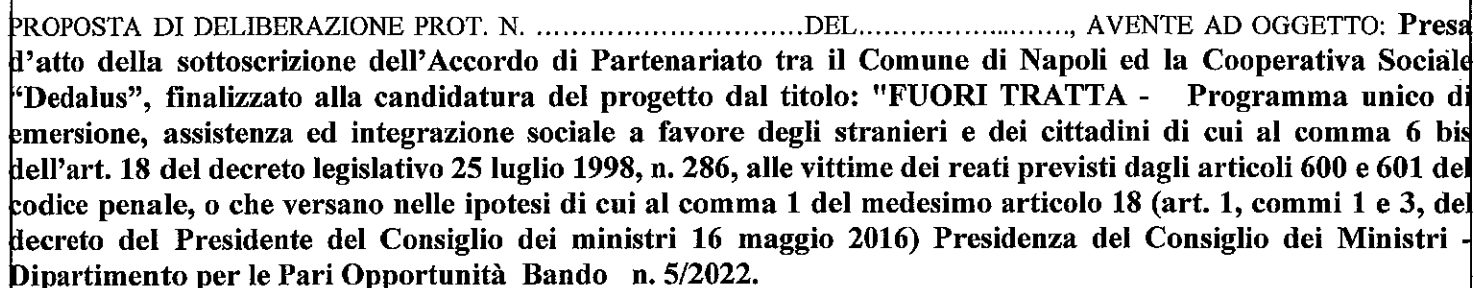 PROPOSTA DI DELIBERAZIONE PROT. N. ................................DEL........................, AVENTE AD OGGETTO: Presa
d'atto della sottoscrizione dell'Accordo di Partenariato tra il Comune di Napoli ed la Cooperativa Sociale
"Dedalus", finalizzato alla candidatura del progetto dal titolo: "FUORI TRATTA - Programma unico di
emersione, assistenza ed integrazione sociale a favore degli stranieri e dei cittadini di cui al comma 6 bis
dell'art. 18 del decreto legislativo 25 luglio 1998, n. 286, alle vittime dei reati previsti dagli articoli 600 e 601 del
codice penale, o che versano nelle ipotesi di cui al comma 1 del medesimo articolo 18 (art. 1, commi 1 e 3, del
decreto del Presidente del Consiglio dei ministri 16 maggio 2016) Presidenza del Consiglio dei Ministri -
Dipartimento per le Pari Opportunità Bando n. 5/2022.